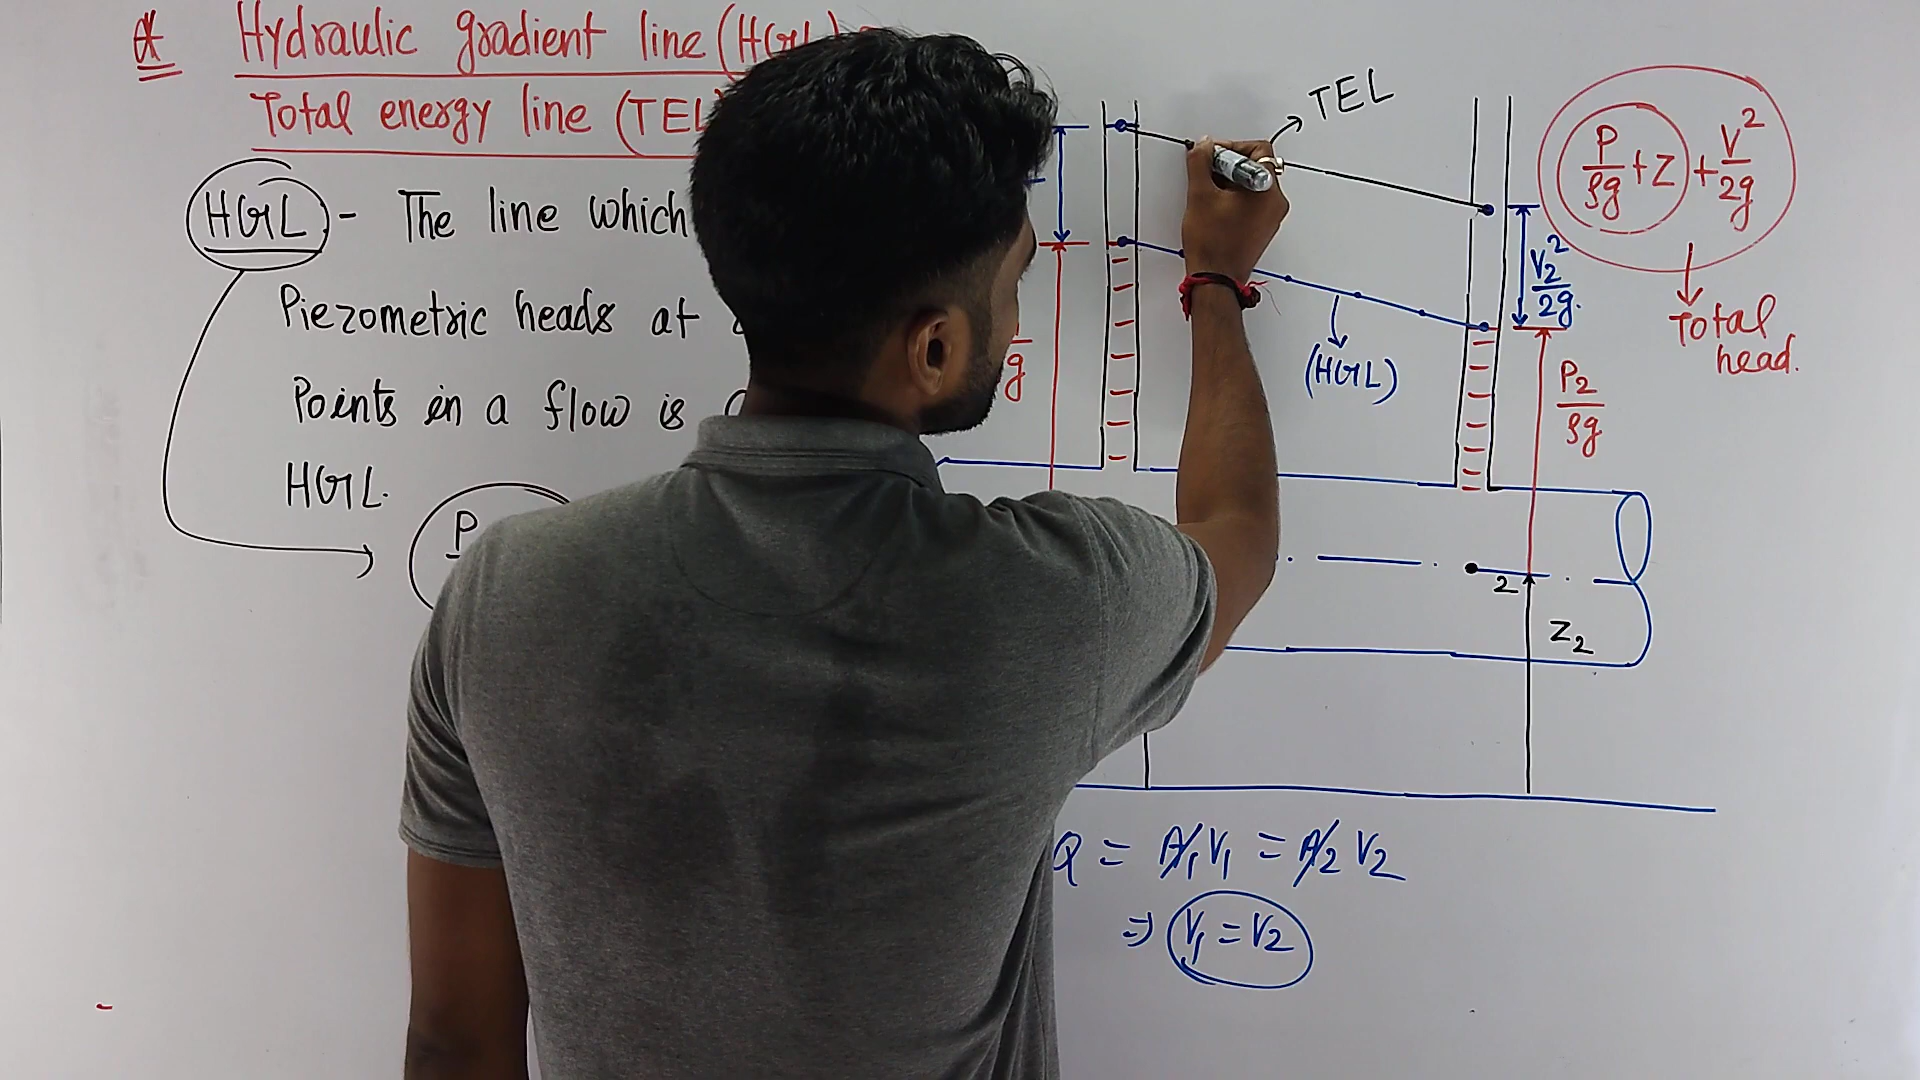 Hydraulic gradient line (HGL)
Total energy line (TEL
HGL - The line which
Piezometric heads at
Points in a flow is
HGL.
P
g
TEL
(HGL)
V₂²/2g.
P₂/ρg
P/ρg + Z + V²/2g
Total
head.
2
Z₂
Q = A₁V₁ = A₂V₂
⇒ V₁ = V₂